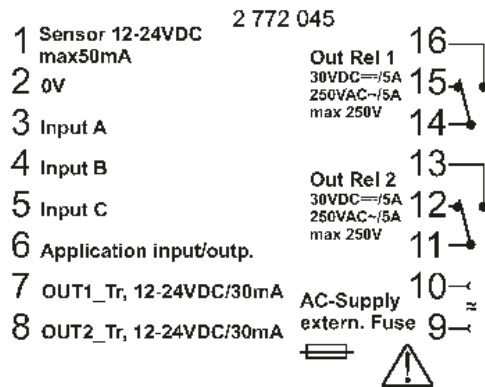 2 772 045
1 Sensor 12-24VDC
max50mA
2 0V
3 Input A
4 Input B
5 Input C
6 Application input/outp.
7 OUT1_Tr, 12-24VDC/30mA
8 OUT2_Tr, 12-24VDC/30mA
16
Out Rel 1
30VDC⎓/5A
250VAC~/5A
max 250V
15
14
13
Out Rel 2
30VDC⎓/5A
250VAC~/5A
max 250V
12
11
10
AC-Supply
extern. Fuse
≈
9